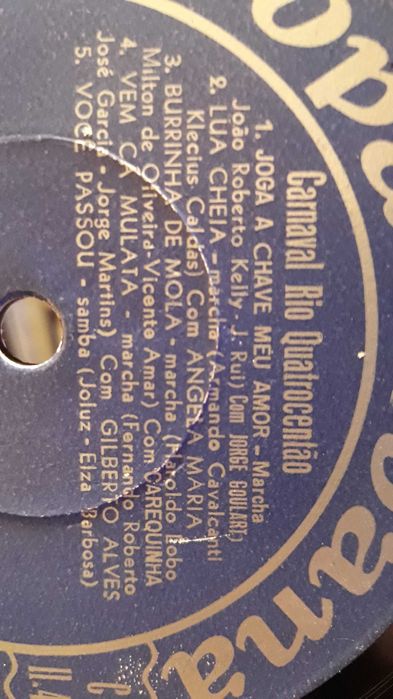 Carnaval Rio Quatrocentão
1. JOGA A CHAVE MEU AMOR - Marcha
João Roberto Kelly - J. Rui) Com JORGE GOULART)
2. LUA CHEIA - marcha (Armando Cavalcanti
Klecius Caldas) Com ANGELA MARIA
3. BURRINHA DE MOLA - marcha (Haroldo Lobo
Milton de Oliveira-Vicente Amar) Com CAREQUINHA
4. VEM CÁ MULATA - marcha (Fernando Roberto
José Garcia - Jorge Martins) Com GILBERTO ALVES
5. VOCÊ PASSOU - samba (Joluz - Elza Barbosa)